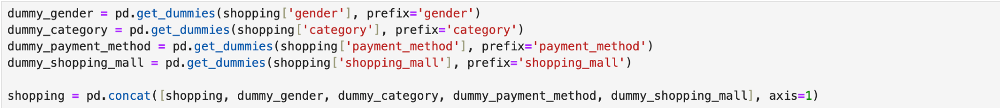 dummy_gender = pd.get_dummies(shopping['gender'], prefix='gender')
dummy_category = pd.get_dummies(shopping['category'], prefix='category')
dummy_payment_method = pd.get_dummies(shopping['payment_method'], prefix='payment_method')
dummy_shopping_mall = pd.get_dummies(shopping['shopping_mall'], prefix='shopping_mall')
shopping = pd.concat([shopping, dummy_gender, dummy_category, dummy_payment_method, dummy_shopping_mall], axis=1)